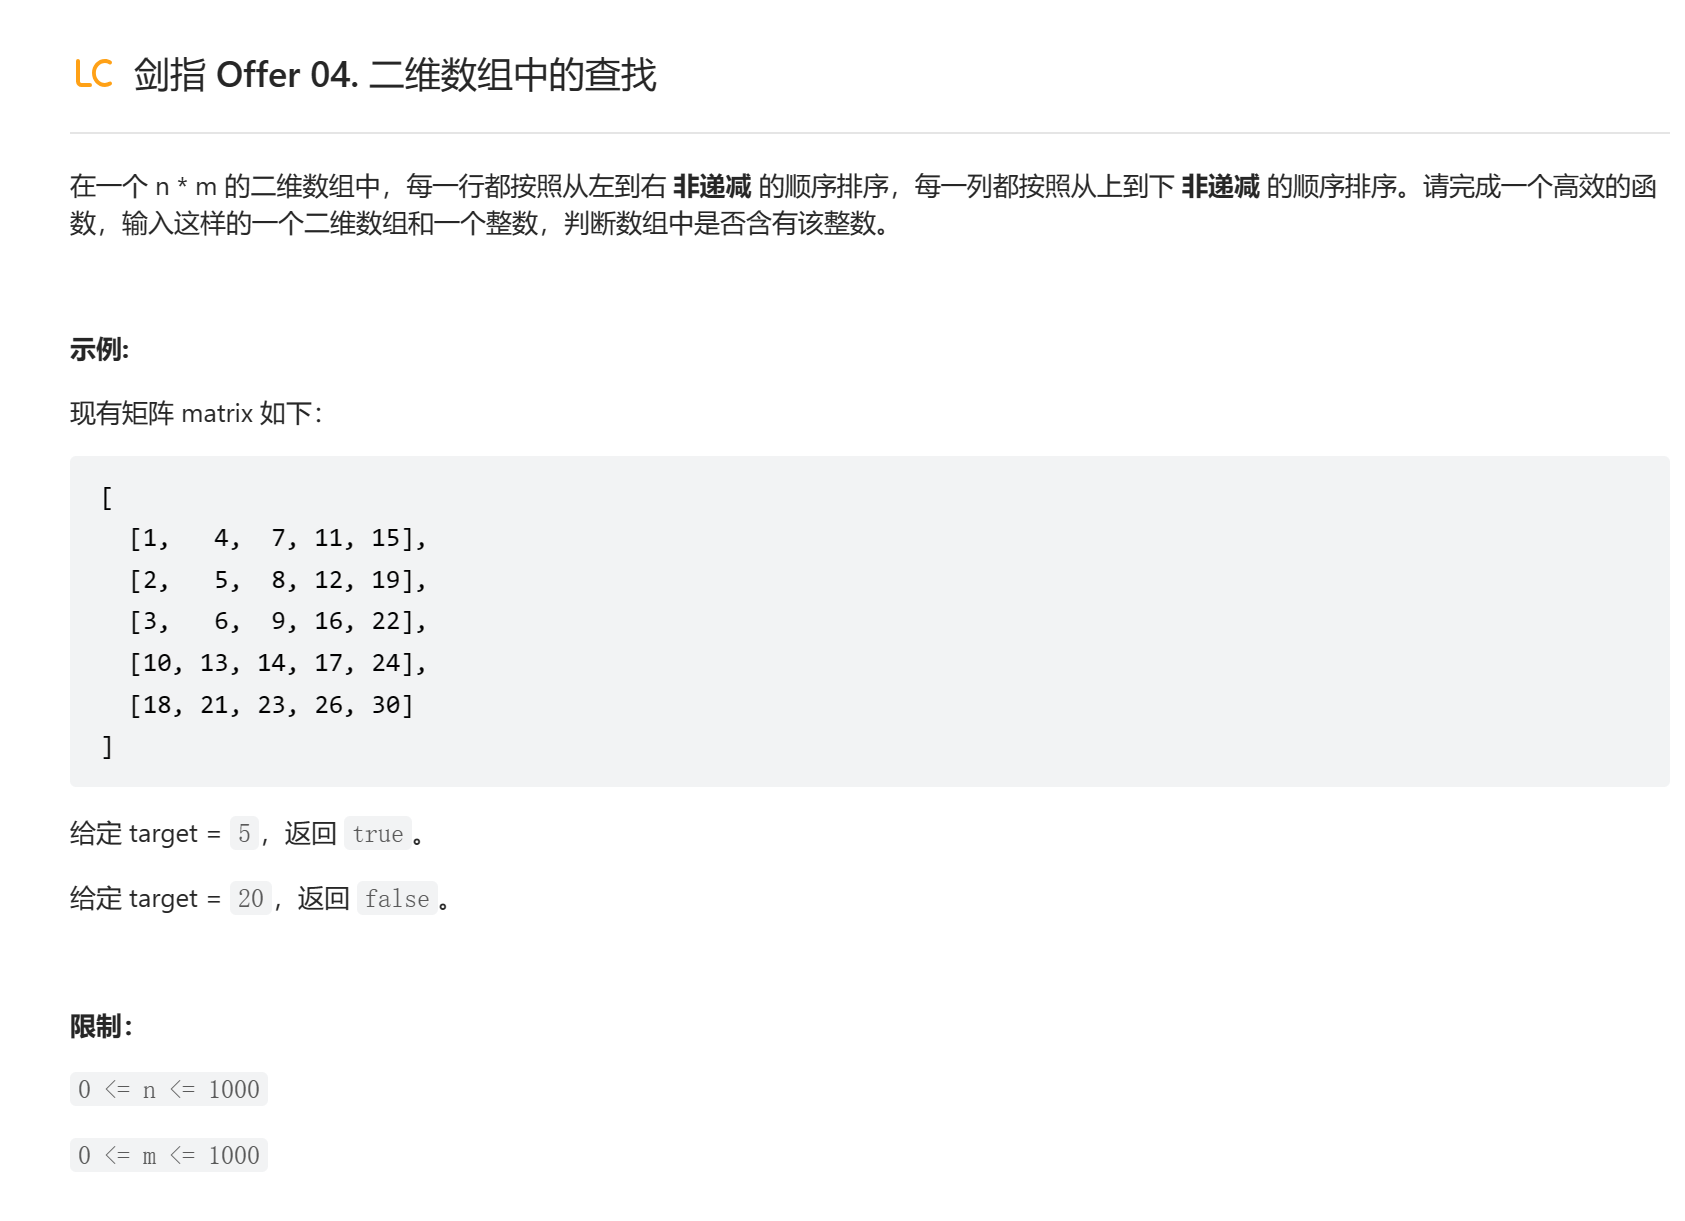 LC 剑指 Offer 04. 二维数组中的查找
在一个 n * m 的二维数组中，每一行都按照从左到右 非递减 的顺序排序，每一列都按照从上到下 非递减 的顺序排序。请完成一个高效的函
数，输入这样的一个二维数组和一个整数，判断数组中是否含有该整数。
示例:
现有矩阵 matrix 如下：
[
  [1,   4,  7, 11, 15],
  [2,   5,  8, 12, 19],
  [3,   6,  9, 16, 22],
  [10, 13, 14, 17, 24],
  [18, 21, 23, 26, 30]
]
给定 target = 5，返回 true。
给定 target = 20，返回 false。
限制：
0 <= n <= 1000
0 <= m <= 1000